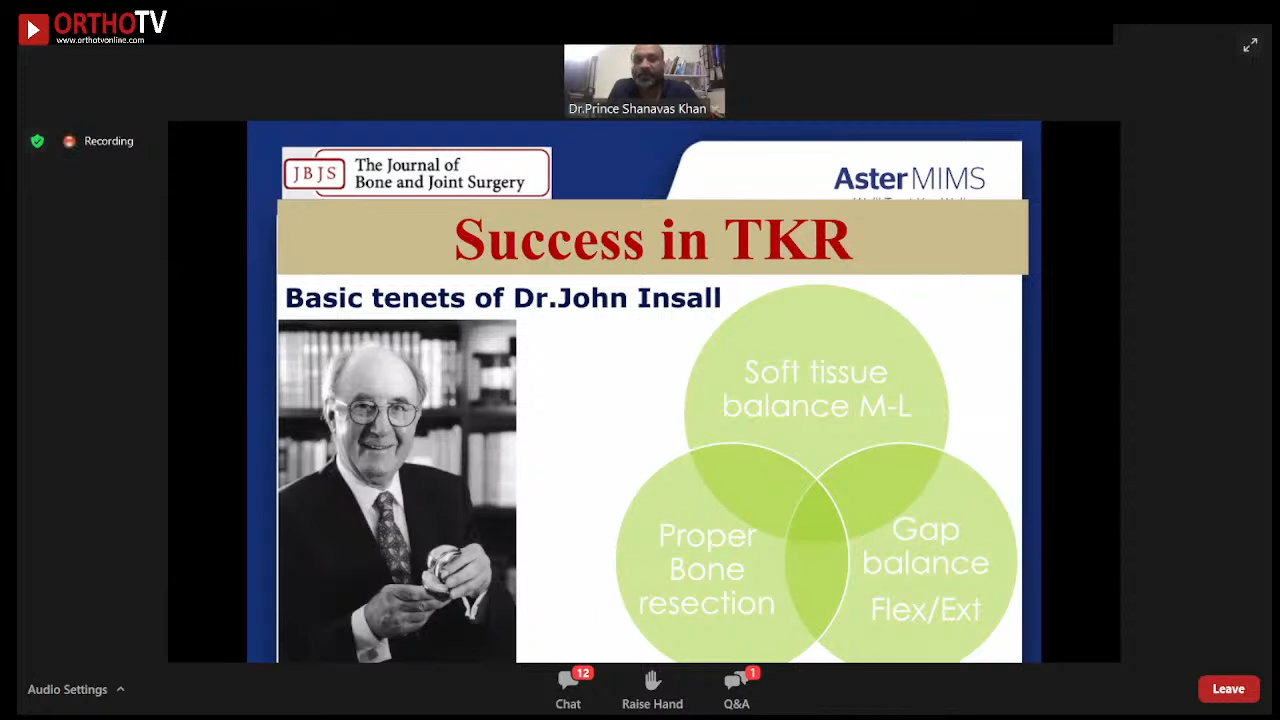 ORTHOTV
www.orthotvonline.com
Dr.Prince Shanavas Khan
Recording
JBJS
The Journal of
Bone and Joint Surgery
AsterMIMS
Success in TKR
Basic tenets of Dr.John Insall
Soft tissue
balance M-L
Proper
Bone
resection
Gap
balance
Flex/Ext
Audio Settings
12
Chat
Raise Hand
1
Q&A
Leave